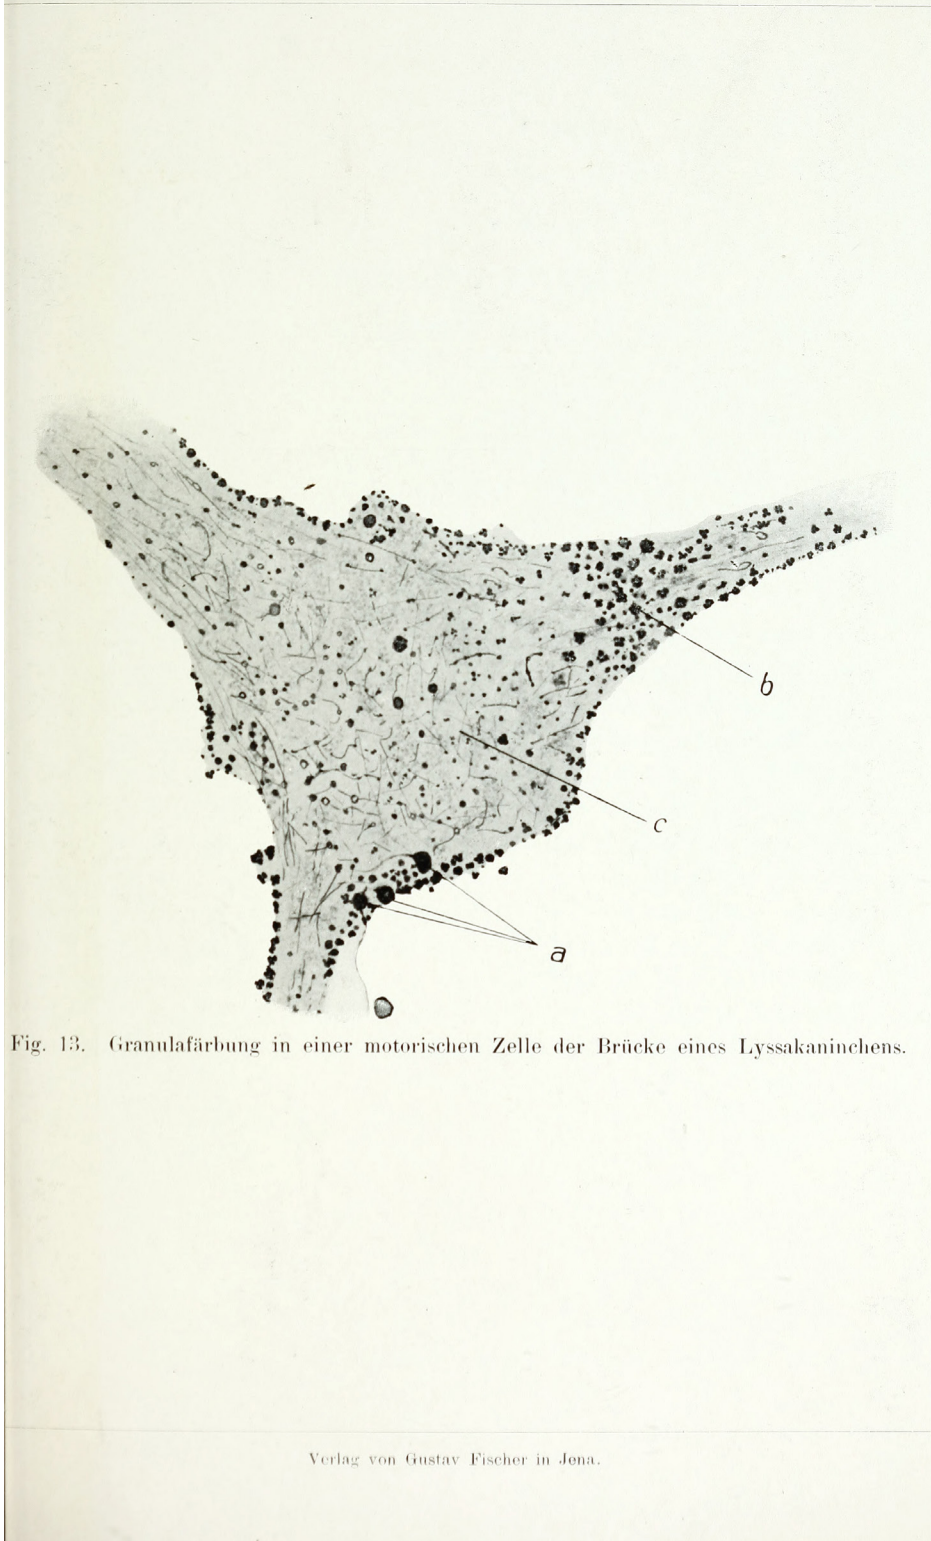 b
c
a
Fig. 13. Granulafärbung in einer motorischen Zelle der Brücke eines Lyssakaninchens.
Verlag von Gustav Fischer in Jena.